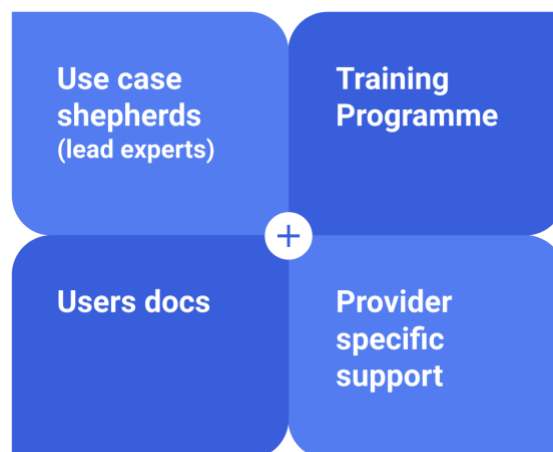 Use case
shepherds
(lead experts)
Training
Programme
+
Users docs
Provider
specific
support